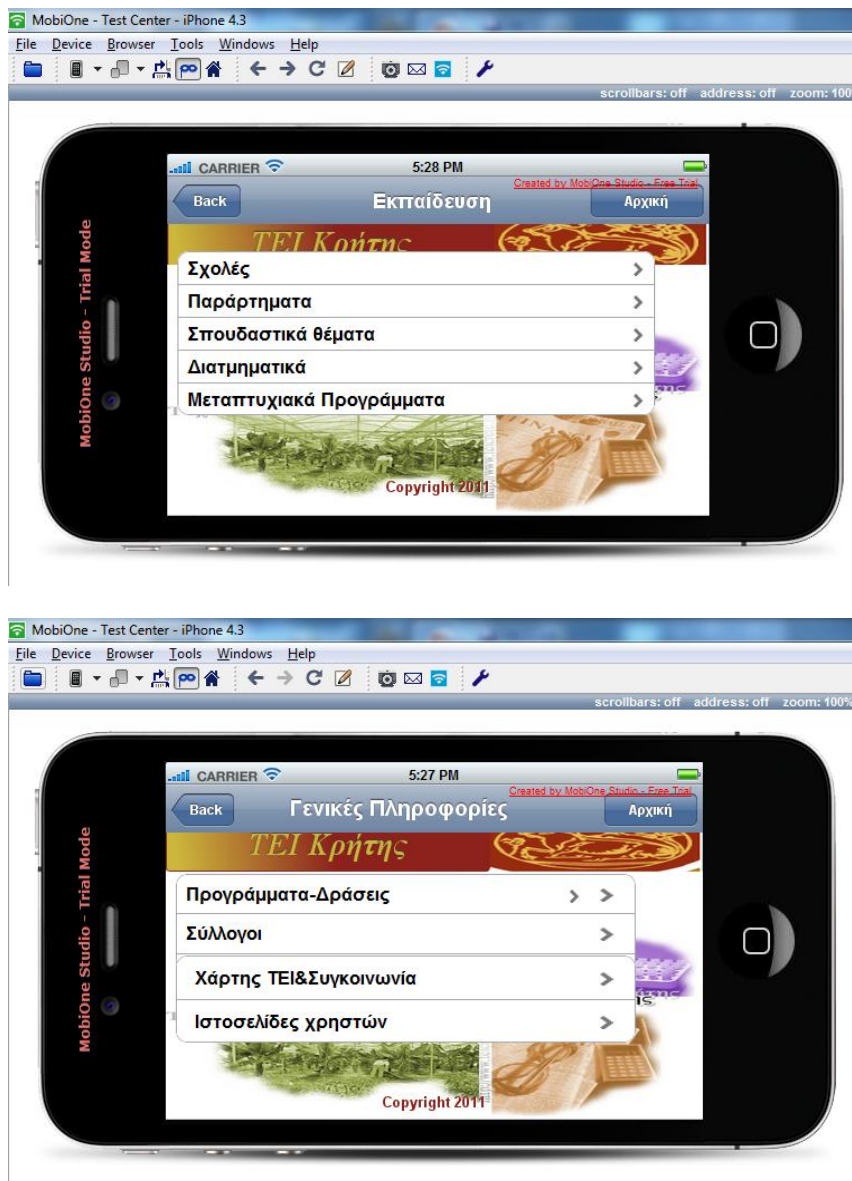 MobiOne - Test Center - iPhone 4.3
File Device Browser Tools Windows Help
scrollbars: off address: off zoom: 100
CARRIER 5:28 PM
Created by MobiOne Studio - Free Trial
Back Εκπαίδευση Αρχική
ΤΕΙ Κρήτης
Σχολές
Παράρτηματα
Σπουδαστικά θέματα
Διατμηματικά
Μεταπτυχιακά Προγράμματα
Copyright 2011
MobiOne Studio - Trial Mode
MobiOne - Test Center - iPhone 4.3
File Device Browser Tools Windows Help
scrollbars: off address: off zoom: 100%
CARRIER 5:27 PM
Created by MobiOne Studio - Free Trial
Back Γενικές Πληροφορίες Αρχική
ΤΕΙ Κρήτης
Προγράμματα-Δράσεις
Σύλλογοι
Χάρτης ΤΕΙ&Συγκοινωνία
Ιστοσελίδες χρηστών
Copyright 2011
MobiOne Studio - Trial Mode